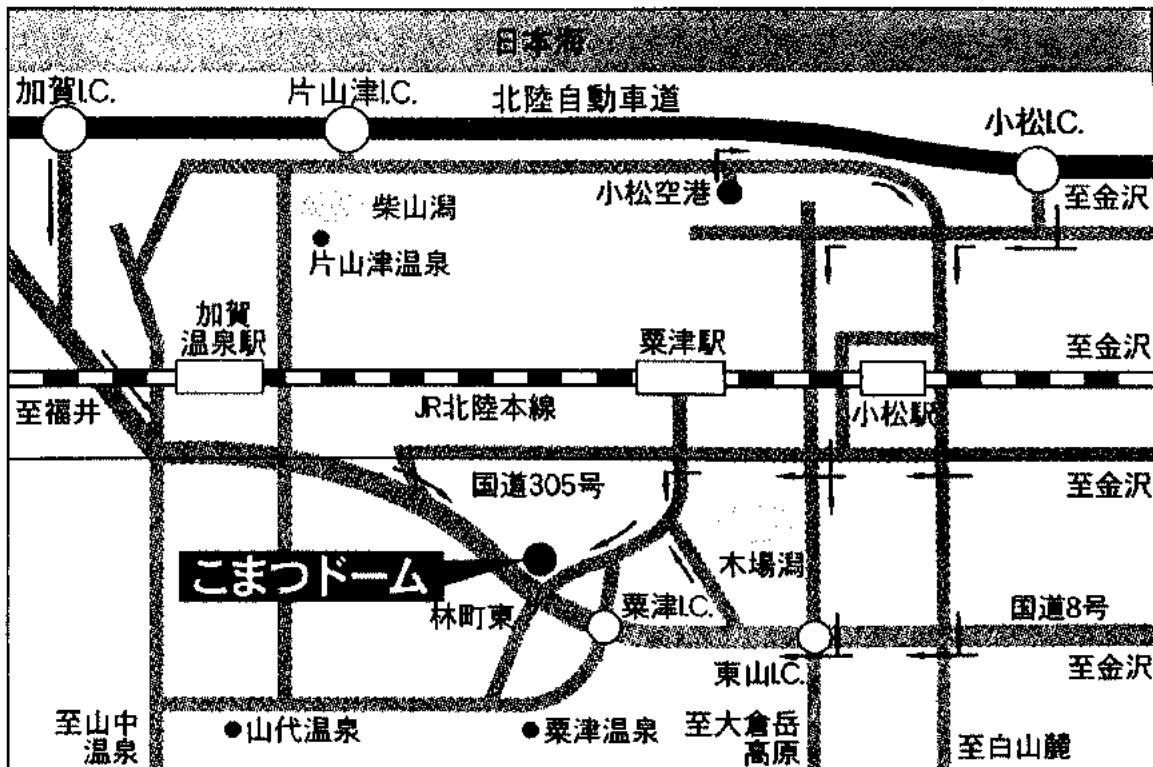 日本海
加賀I.C.
片山津I.C.
北陸自動車道
小松I.C.
至金沢
小松空港
柴山潟
片山津温泉
加賀
温泉駅
粟津駅
至金沢
至福井
JR北陸本線
小松駅
国道305号
至金沢
こまつドーム
木場潟
林町東
粟津I.C.
国道8号
東山I.C.
至金沢
至山中
温泉
山代温泉
粟津温泉
至大倉岳
高原
至白山麓